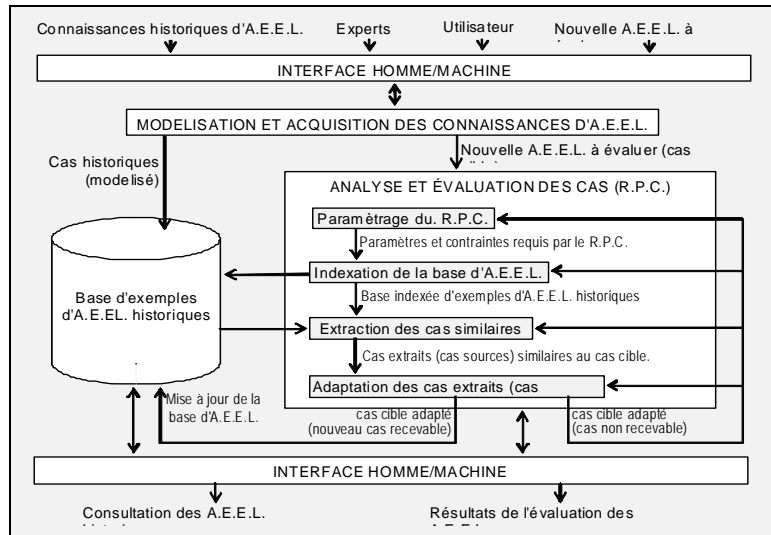 Connaissances historiques d'A.E.E.L.
Experts
Utilisateur
Nouvelle A.E.E.L. à
INTERFACE HOMME/MACHINE
MODELISATION ET ACQUISITION DES CONNAISSANCES D'A.E.E.L.
Cas historiques
(modelisé)
Nouvelle A.E.E.L. à évaluer (cas
ANALYSE ET ÉVALUATION DES CAS (R.P.C.)
Paramètrage du. R.P.C.
Paramètres et contraintes requis par le R.P.C.
Indexation de la base d'A.E.E.L.
Base indexée d'exemples d'A.E.E.L. historiques
Base d'exemples
d'A.E.EL. historiques
Extraction des cas similaires
Cas extraits (cas sources) similaires au cas cible.
Adaptation des cas extraits (cas
Mise à jour de la
base d'A.E.E.L.
cas cible adapté
(nouveau cas recevable)
cas cible adapté
(cas non recevable)
INTERFACE HOMME/MACHINE
Consultation des A.E.E.L.
Résultats de l'évaluation des